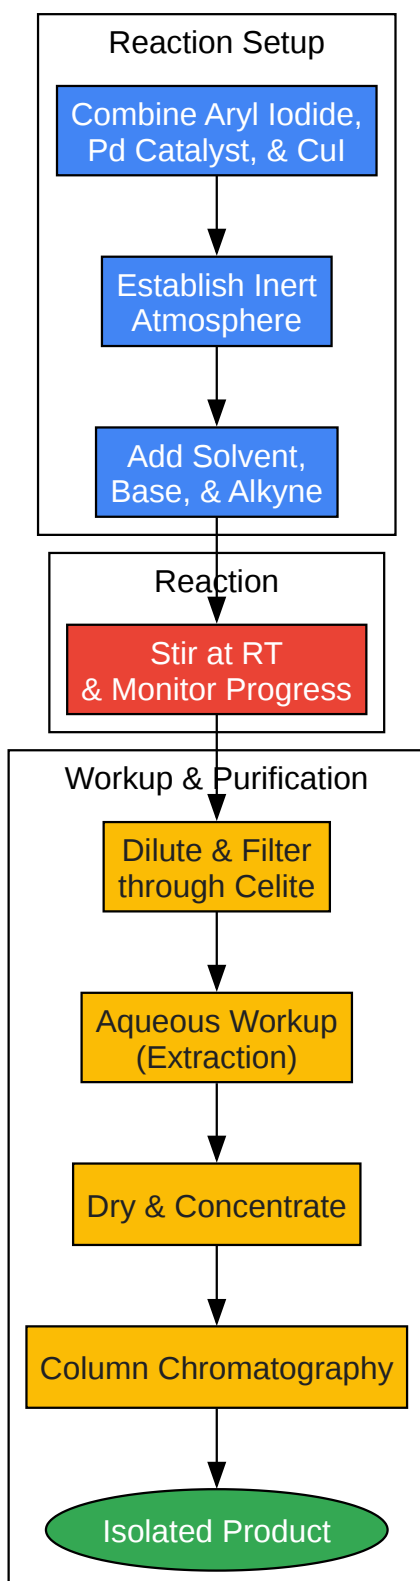 Reaction Setup
Combine Aryl Iodide,
Pd Catalyst, & CuI
Establish Inert
Atmosphere
Add Solvent,
Base, & Alkyne
Reaction
Stir at RT
& Monitor Progress
Workup & Purification
Dilute & Filter
through Celite
Aqueous Workup
(Extraction)
Dry & Concentrate
Column Chromatography
Isolated Product